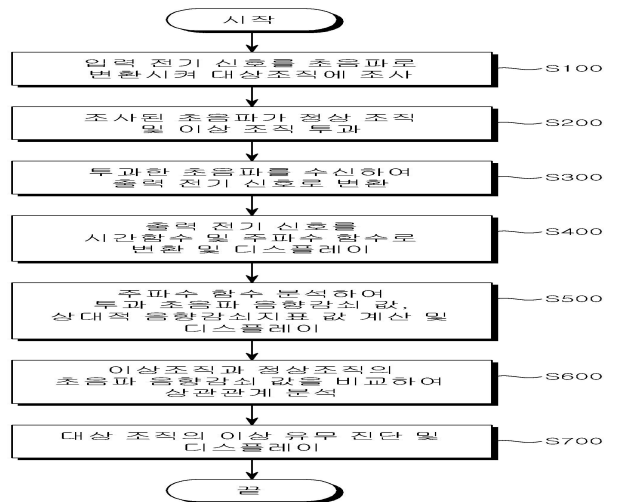 시작
입력 전기 신호를 초음파로
변환시켜 대상조직에 조사
S100
조사된 초음파가 정상 조직
및 이상 조직 투과
S200
투과한 초음파를 수신하여
출력 전기 신호로 변환
S300
출력 전기 신호를
시간함수 및 주파수 함수로
변환 및 디스플레이
S400
주파수 함수 분석하여
투과 초음파 음향감쇠 값,
상대적 음향감쇠지표 값 계산 및
디스플레이
S500
이상조직과 정상조직의
초음파 음향감쇠 값을 비교하여
상관관계 분석
S600
대상 조직의 이상 유무 진단 및
디스플레이
S700
끝